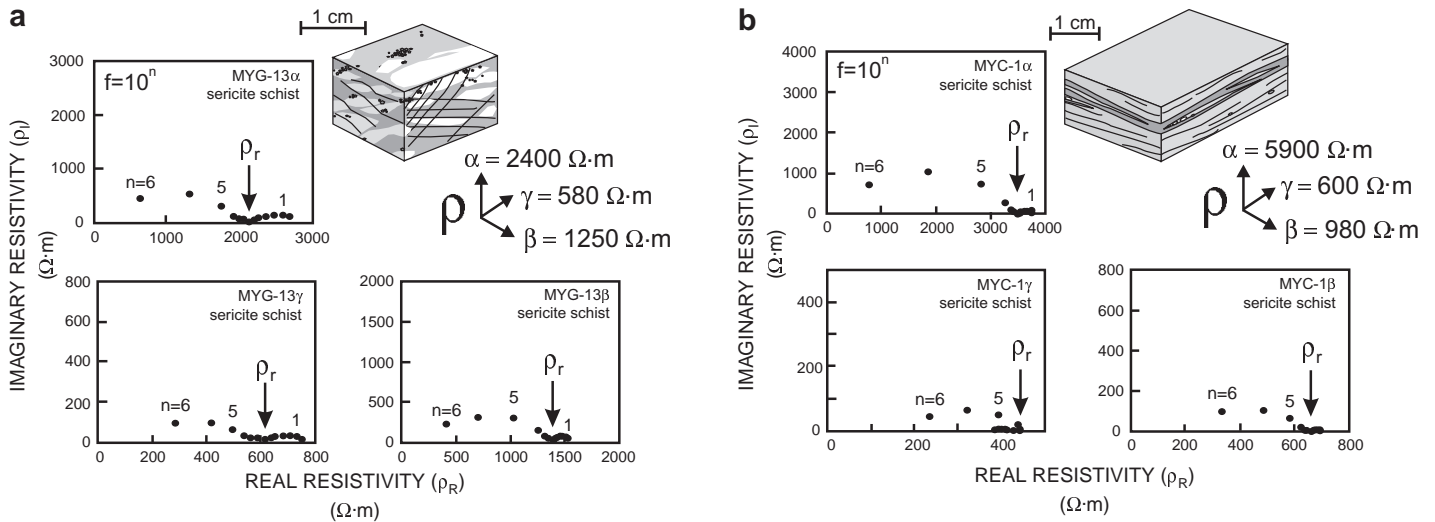 a
1 cm
f=10ⁿ
MYG-13α
sericite schist
3000
2000
1000
0
n=6
5
ρr
1
0
1000
2000
3000
ρ
α = 2400 Ω·m
γ = 580 Ω·m
β = 1250 Ω·m
IMAGINARY RESISTIVITY (ρI)
(Ω·m)
MYG-13γ
sericite schist
800
600
400
200
0
n=6
5
ρr
1
0
200
400
600
800
MYG-13β
sericite schist
2000
1500
1000
500
0
n=6
5
ρr
1
0
500
1000
1500
2000
REAL RESISTIVITY (ρR)
(Ω·m)
b
1 cm
f=10ⁿ
MYC-1α
sericite schist
4000
3000
2000
1000
0
n=6
5
ρr
1
0
1000
2000
3000
4000
ρ
α = 5900 Ω·m
γ = 600 Ω·m
β = 980 Ω·m
IMAGINARY RESISTIVITY (ρI)
(Ω·m)
MYC-1γ
sericite schist
400
200
0
n=6
5
ρr
0
200
400
MYC-1β
sericite schist
800
600
400
200
0
n=6
5
ρr
0
200
400
600
800
REAL RESISTIVITY (ρR)
(Ω·m)